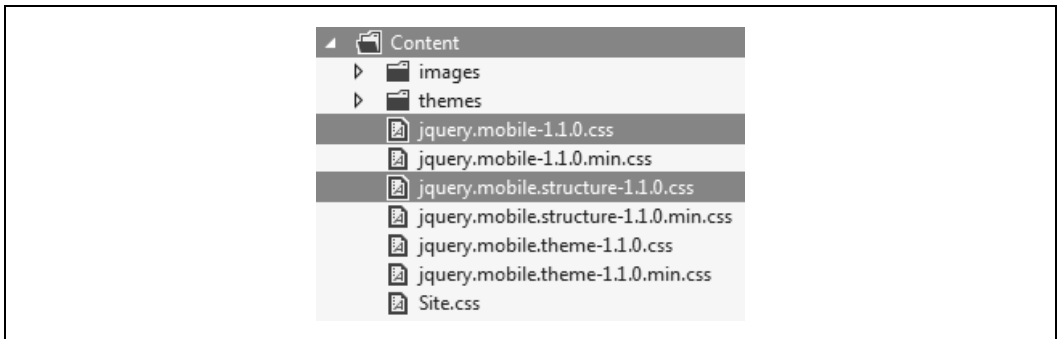 Content
images
themes
jquery.mobile-1.1.0.css
jquery.mobile-1.1.0.min.css
jquery.mobile.structure-1.1.0.css
jquery.mobile.structure-1.1.0.min.css
jquery.mobile.theme-1.1.0.css
jquery.mobile.theme-1.1.0.min.css
Site.css